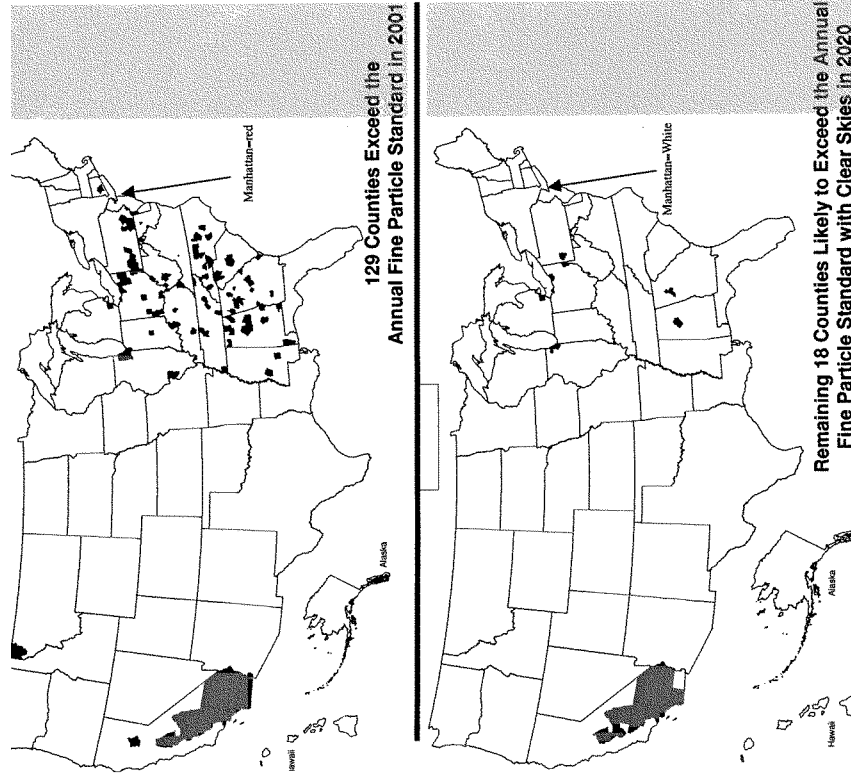 Manhattan=red
129 Counties Exceed the
Annual Fine Particle Standard in 2001
Alaska
awaii
Manhattan=White
Remaining 18 Counties Likely to Exceed the Annual
Fine Particle Standard with Clear Skies in 2020
Alaska
Hawaii